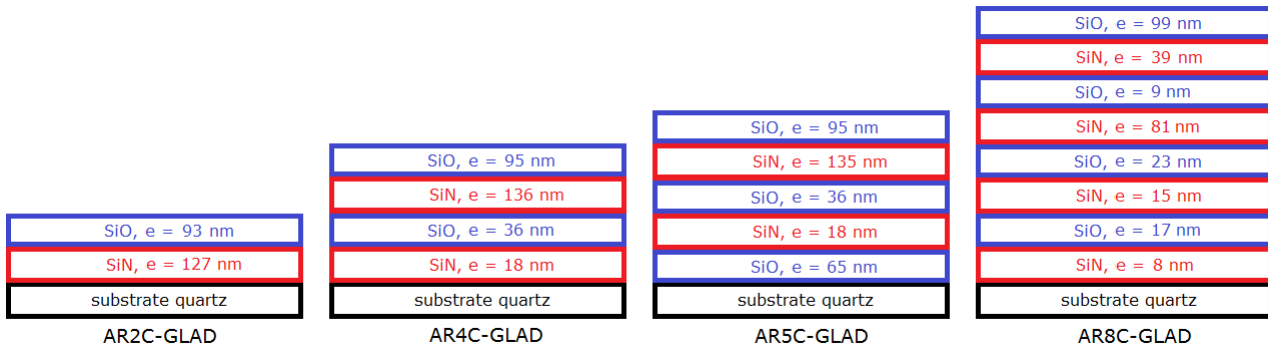 SiO, e = 93 nm
SiN, e = 127 nm
substrate quartz
AR2C-GLAD
SiO, e = 95 nm
SiN, e = 136 nm
SiO, e = 36 nm
SiN, e = 18 nm
substrate quartz
AR4C-GLAD
SiO, e = 95 nm
SiN, e = 135 nm
SiO, e = 36 nm
SiN, e = 18 nm
SiO, e = 65 nm
substrate quartz
AR5C-GLAD
SiO, e = 99 nm
SiN, e = 39 nm
SiO, e = 9 nm
SiN, e = 81 nm
SiO, e = 23 nm
SiN, e = 15 nm
SiO, e = 17 nm
SiN, e = 8 nm
substrate quartz
AR8C-GLAD